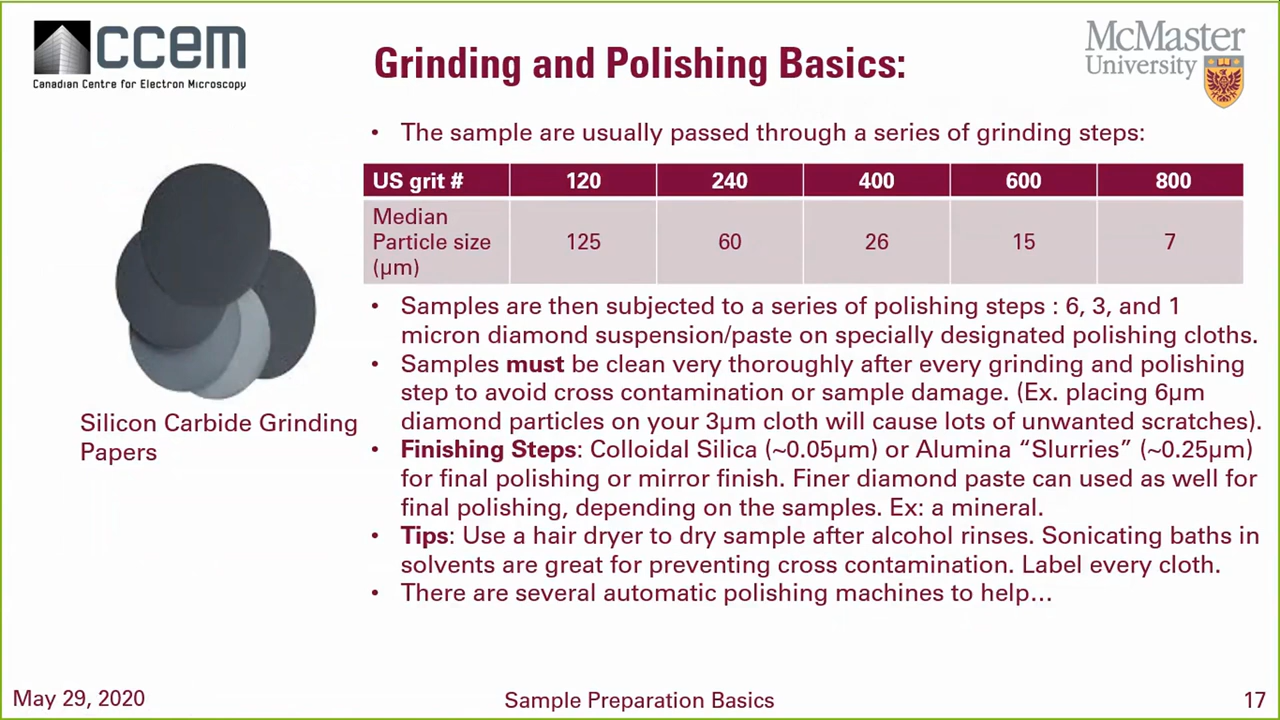 ccem
Canadian Centre for Electron Microscopy
Grinding and Polishing Basics:
McMaster
University
• The sample are usually passed through a series of grinding steps:
US grit # 120 240 400 600 800
Median
Particle size
(µm) 125 60 26 15 7
• Samples are then subjected to a series of polishing steps : 6, 3, and 1
micron diamond suspension/paste on specially designated polishing cloths.
• Samples must be clean very thoroughly after every grinding and polishing
step to avoid cross contamination or sample damage. (Ex. placing 6µm
diamond particles on your 3µm cloth will cause lots of unwanted scratches).
• Finishing Steps: Colloidal Silica (~0.05µm) or Alumina “Slurries” (~0.25µm)
for final polishing or mirror finish. Finer diamond paste can used as well for
final polishing, depending on the samples. Ex: a mineral.
• Tips: Use a hair dryer to dry sample after alcohol rinses. Sonicating baths in
solvents are great for preventing cross contamination. Label every cloth.
• There are several automatic polishing machines to help…
Silicon Carbide Grinding
Papers
May 29, 2020
Sample Preparation Basics
17